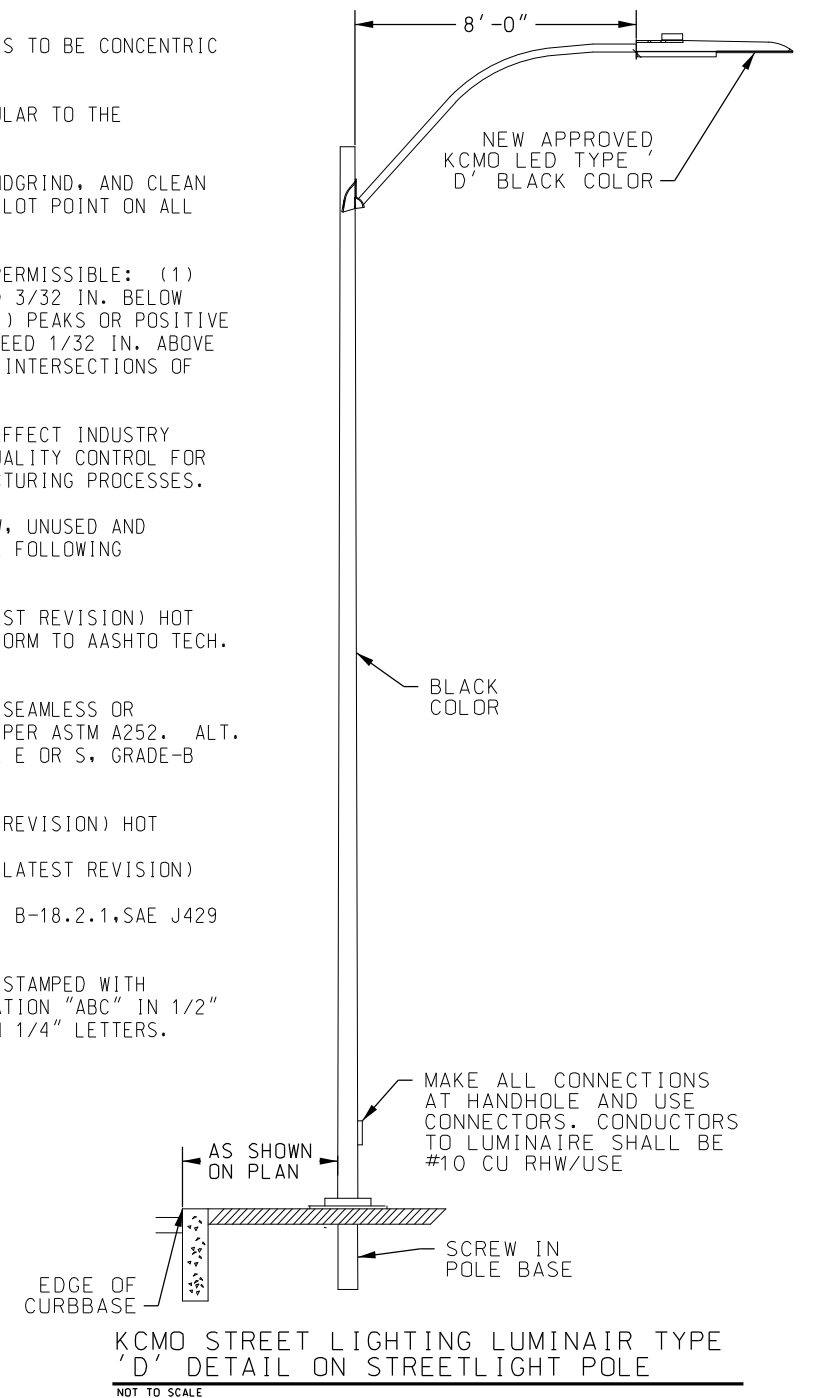 S TO BE CONCENTRIC
LAR TO THE
NDGRIND, AND CLEAN
LOT POINT ON ALL
PERMISSIBLE: (1)
3/32 IN. BELOW
) PEAKS OR POSITIVE
EED 1/32 IN. ABOVE
INTERSECTIONS OF
FFECT INDUSTRY
UALITY CONTROL FOR
CTURING PROCESSES.
, UNUSED AND
FOLLOWING
ST REVISION) HOT
ORM TO AASHTO TECH.
SEAMLESS OR
PER ASTM A252. ALT.
E OR S, GRADE-B
REVISION) HOT
LATEST REVISION)
B-18.2.1,SAE J429
STAMPED WITH
ATION "ABC" IN 1/2"
1/4" LETTERS.
8'-0"
NEW APPROVED
KCMO LED TYPE '
D' BLACK COLOR
BLACK
COLOR
MAKE ALL CONNECTIONS
AT HANDHOLE AND USE
CONNECTORS. CONDUCTORS
TO LUMINAIRE SHALL BE
#10 CU RHW/USE
AS SHOWN
ON PLAN
SCREW IN
POLE BASE
EDGE OF
CURBBASE
KCMO STREET LIGHTING LUMINAIR TYPE
'D' DETAIL ON STREETLIGHT POLE
NOT TO SCALE